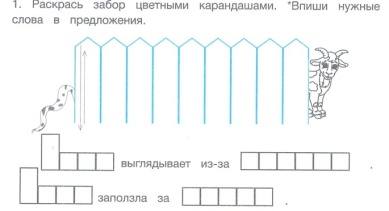 1. Раскрась забор цветными карандашами. *Впиши нужные
слова в предложения.
выглядывает из-за .
заползла за .